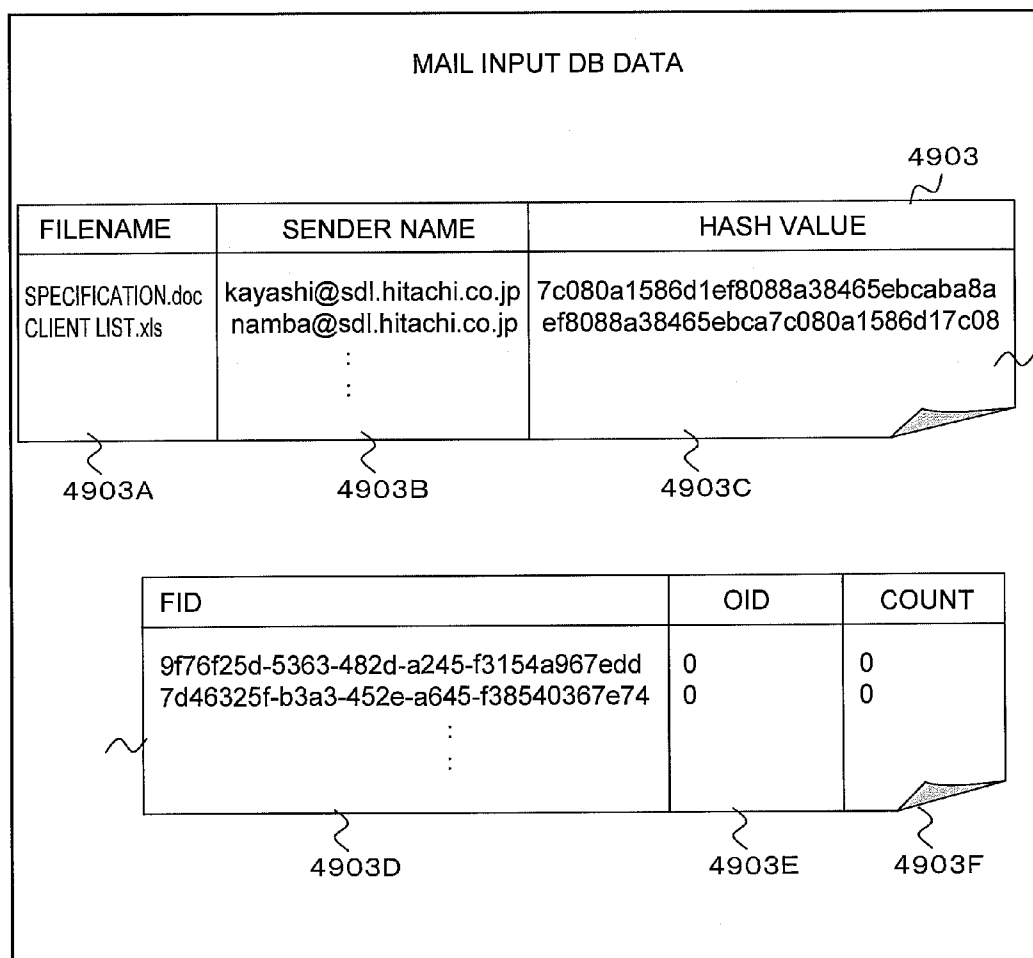 MAIL INPUT DB DATA
4903
FILENAME SENDER NAME HASH VALUE
SPECIFICATION.doc kayashi@sdl.hitachi.co.jp 7c080a1586d1ef8088a38465ebcaba8a
CLIENT LIST.xls namba@sdl.hitachi.co.jp ef8088a38465ebca7c080a1586d17c08
4903A 4903B 4903C
FID OID COUNT
9f76f25d-5363-482d-a245-f3154a967edd 0 0
7d46325f-b3a3-452e-a645-f38540367e74 0 0
4903D 4903E 4903F